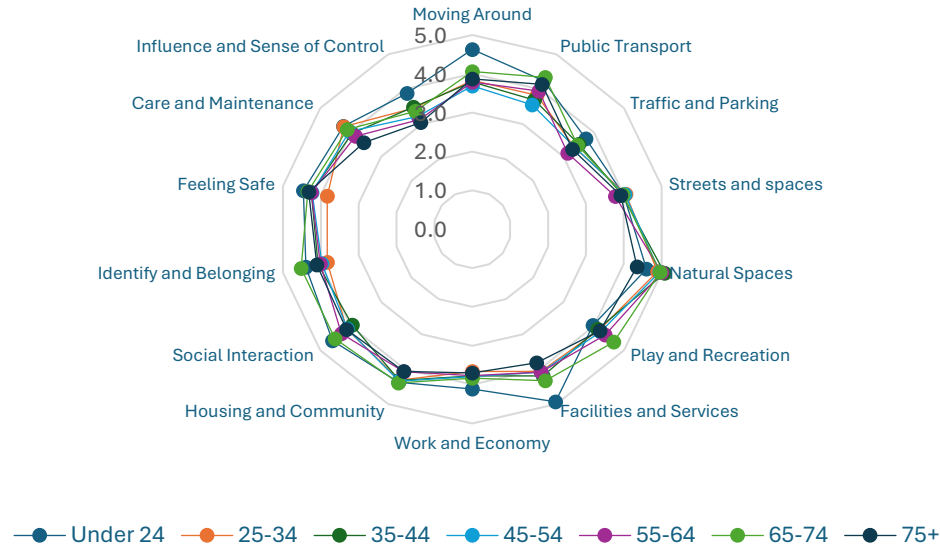 Moving Around
Public Transport
Traffic and Parking
Streets and spaces
Natural Spaces
Play and Recreation
Facilities and Services
Work and Economy
Housing and Community
Social Interaction
Identify and Belonging
Feeling Safe
Care and Maintenance
Influence and Sense of Control
5.0
4.0
3.0
2.0
1.0
0.0
Under 24 25-34 35-44 45-54 55-64 65-74 75+